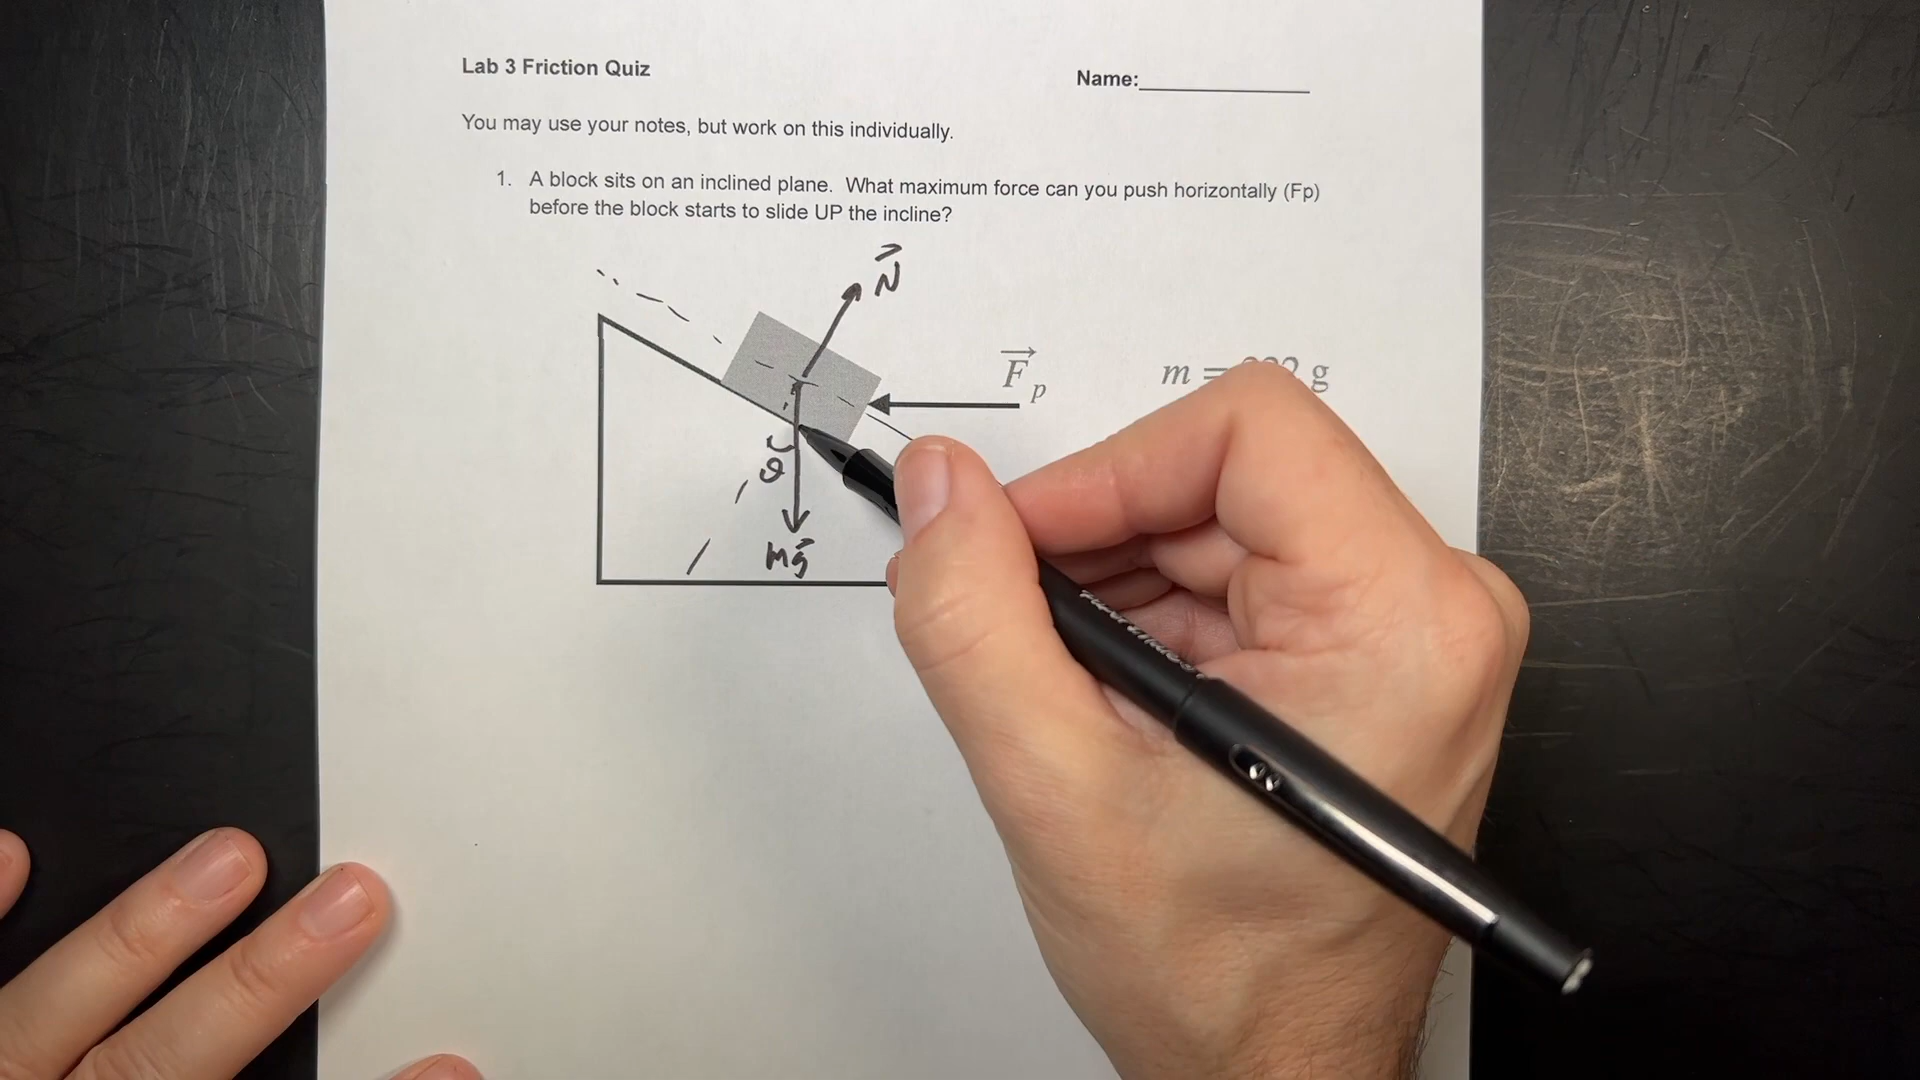 Lab 3 Friction Quiz
Name:
You may use your notes, but work on this individually.
1. A block sits on an inclined plane. What maximum force can you push horizontally (Fp)
before the block starts to slide UP the incline?
N
F p
m = g
θ
mg